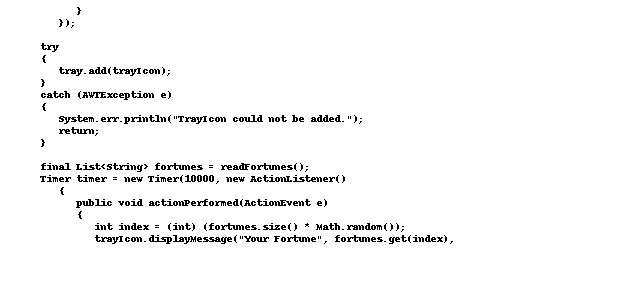 }
});
try
{
tray.add(trayIcon);
}
catch (AWTException e)
{
System.err.println("TrayIcon could not be added.");
return;
}
final List<String> fortunes = readFortunes();
Timer timer = new Timer(10000, new ActionListener()
{
public void actionPerformed(ActionEvent e)
{
int index = (int) (fortunes.size() * Math.random());
trayIcon.displayMessage("Your Fortune", fortunes.get(index),